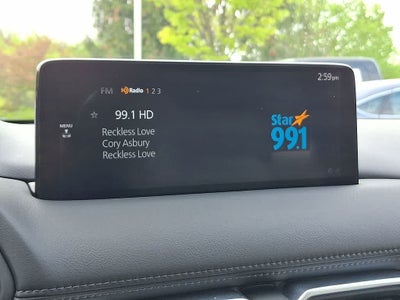 FM HD Radio 1 2 3
2:59pm
☆ 99.1 HD
MENU
Reckless Love
Cory Asbury
Reckless Love
Star
99.1